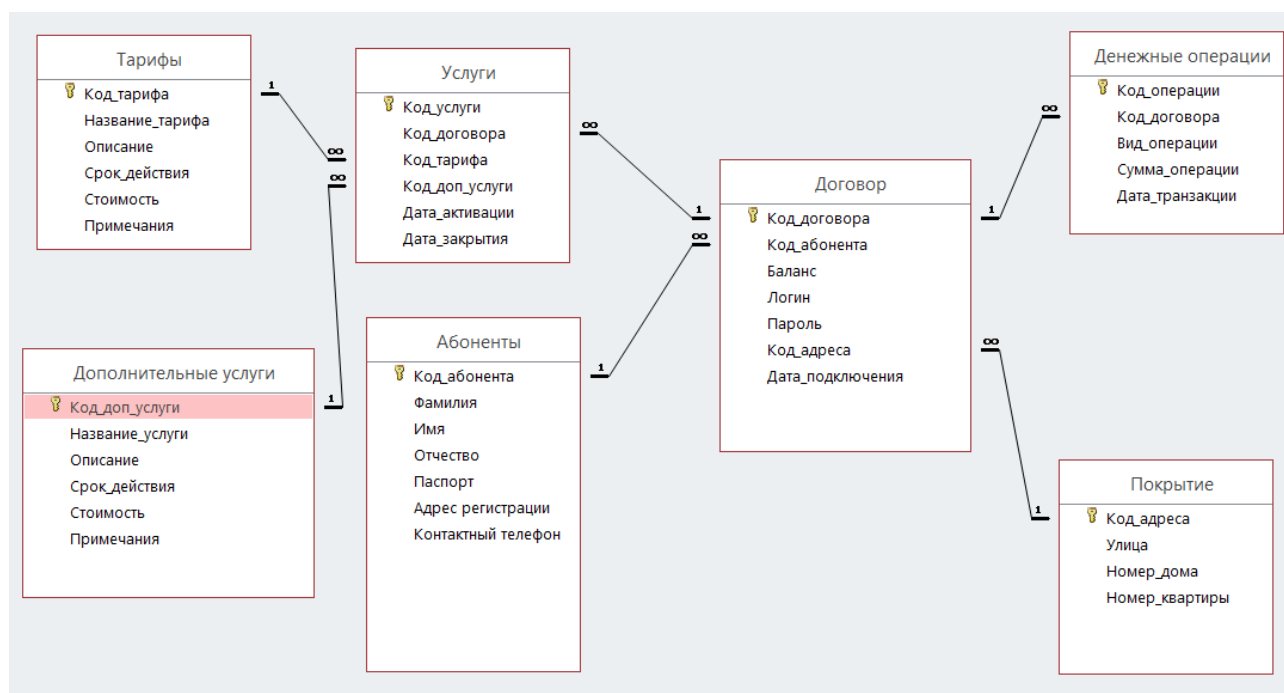 Тарифы
Код_тарифа
Название_тарифа
Описание
Срок_действия
Стоимость
Примечания
1
∞
Услуги
Код_услуги
Код_договора
Код_тарифа
Код_доп_услуги
Дата_активации
Дата_закрытия
∞
∞
1
Договор
Код_договора
Код_абонента
Баланс
Логин
Пароль
Код_адреса
Дата_подключения
∞
1
∞
Денежные операции
Код_операции
Код_договора
Вид_операции
Сумма_операции
Дата_транзакции
∞
Дополнительные услуги
Код_доп_услуги
Название_услуги
Описание
Срок_действия
Стоимость
Примечания
1
Абоненты
Код_абонента
Фамилия
Имя
Отчество
Паспорт
Адрес регистрации
Контактный телефон
1
Покрытие
Код_адреса
Улица
Номер_дома
Номер_квартиры
1